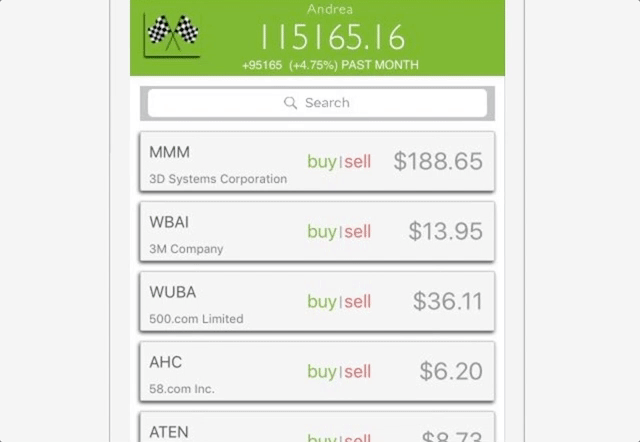 Andrea
115165.16
+95165 (+4.75%) PAST MONTH
Search
MMM
3D Systems Corporation
buy|sell
$188.65
WBAI
3M Company
buy|sell
$13.95
WUBA
500.com Limited
buy|sell
$36.11
AHC
58.com Inc.
buy|sell
$6.20
ATEN
buy|sell
$8.73